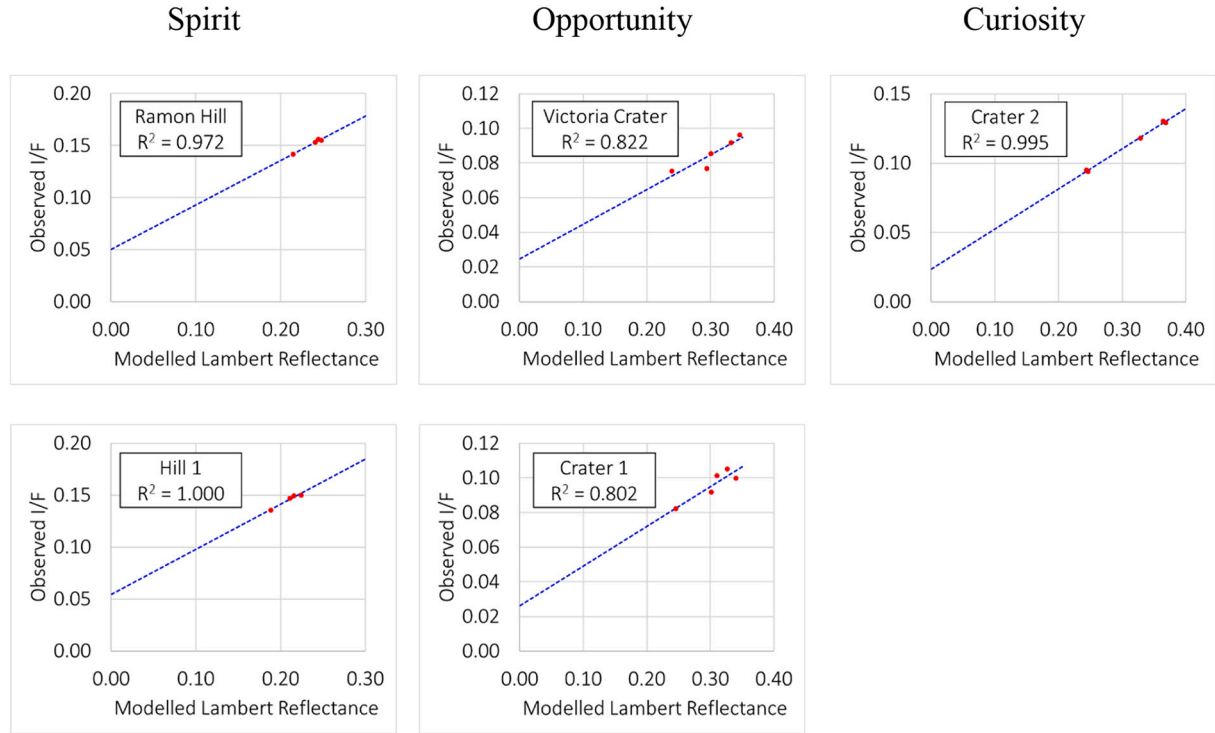 Spirit
Opportunity
Curiosity
Ramon Hill
R² = 0.972
Observed I/F
0.20
0.15
0.10
0.05
0.00
0.00 0.10 0.20 0.30
Modelled Lambert Reflectance
Victoria Crater
R² = 0.822
Observed I/F
0.12
0.10
0.08
0.06
0.04
0.02
0.00
0.00 0.10 0.20 0.30 0.40
Modelled Lambert Reflectance
Crater 2
R² = 0.995
Observed I/F
0.15
0.10
0.05
0.00
0.00 0.10 0.20 0.30 0.40
Modelled Lambert Reflectance
Hill 1
R² = 1.000
Observed I/F
0.20
0.15
0.10
0.05
0.00
0.00 0.10 0.20 0.30
Modelled Lambert Reflectance
Crater 1
R² = 0.802
Observed I/F
0.12
0.10
0.08
0.06
0.04
0.02
0.00
0.00 0.10 0.20 0.30 0.40
Modelled Lambert Reflectance